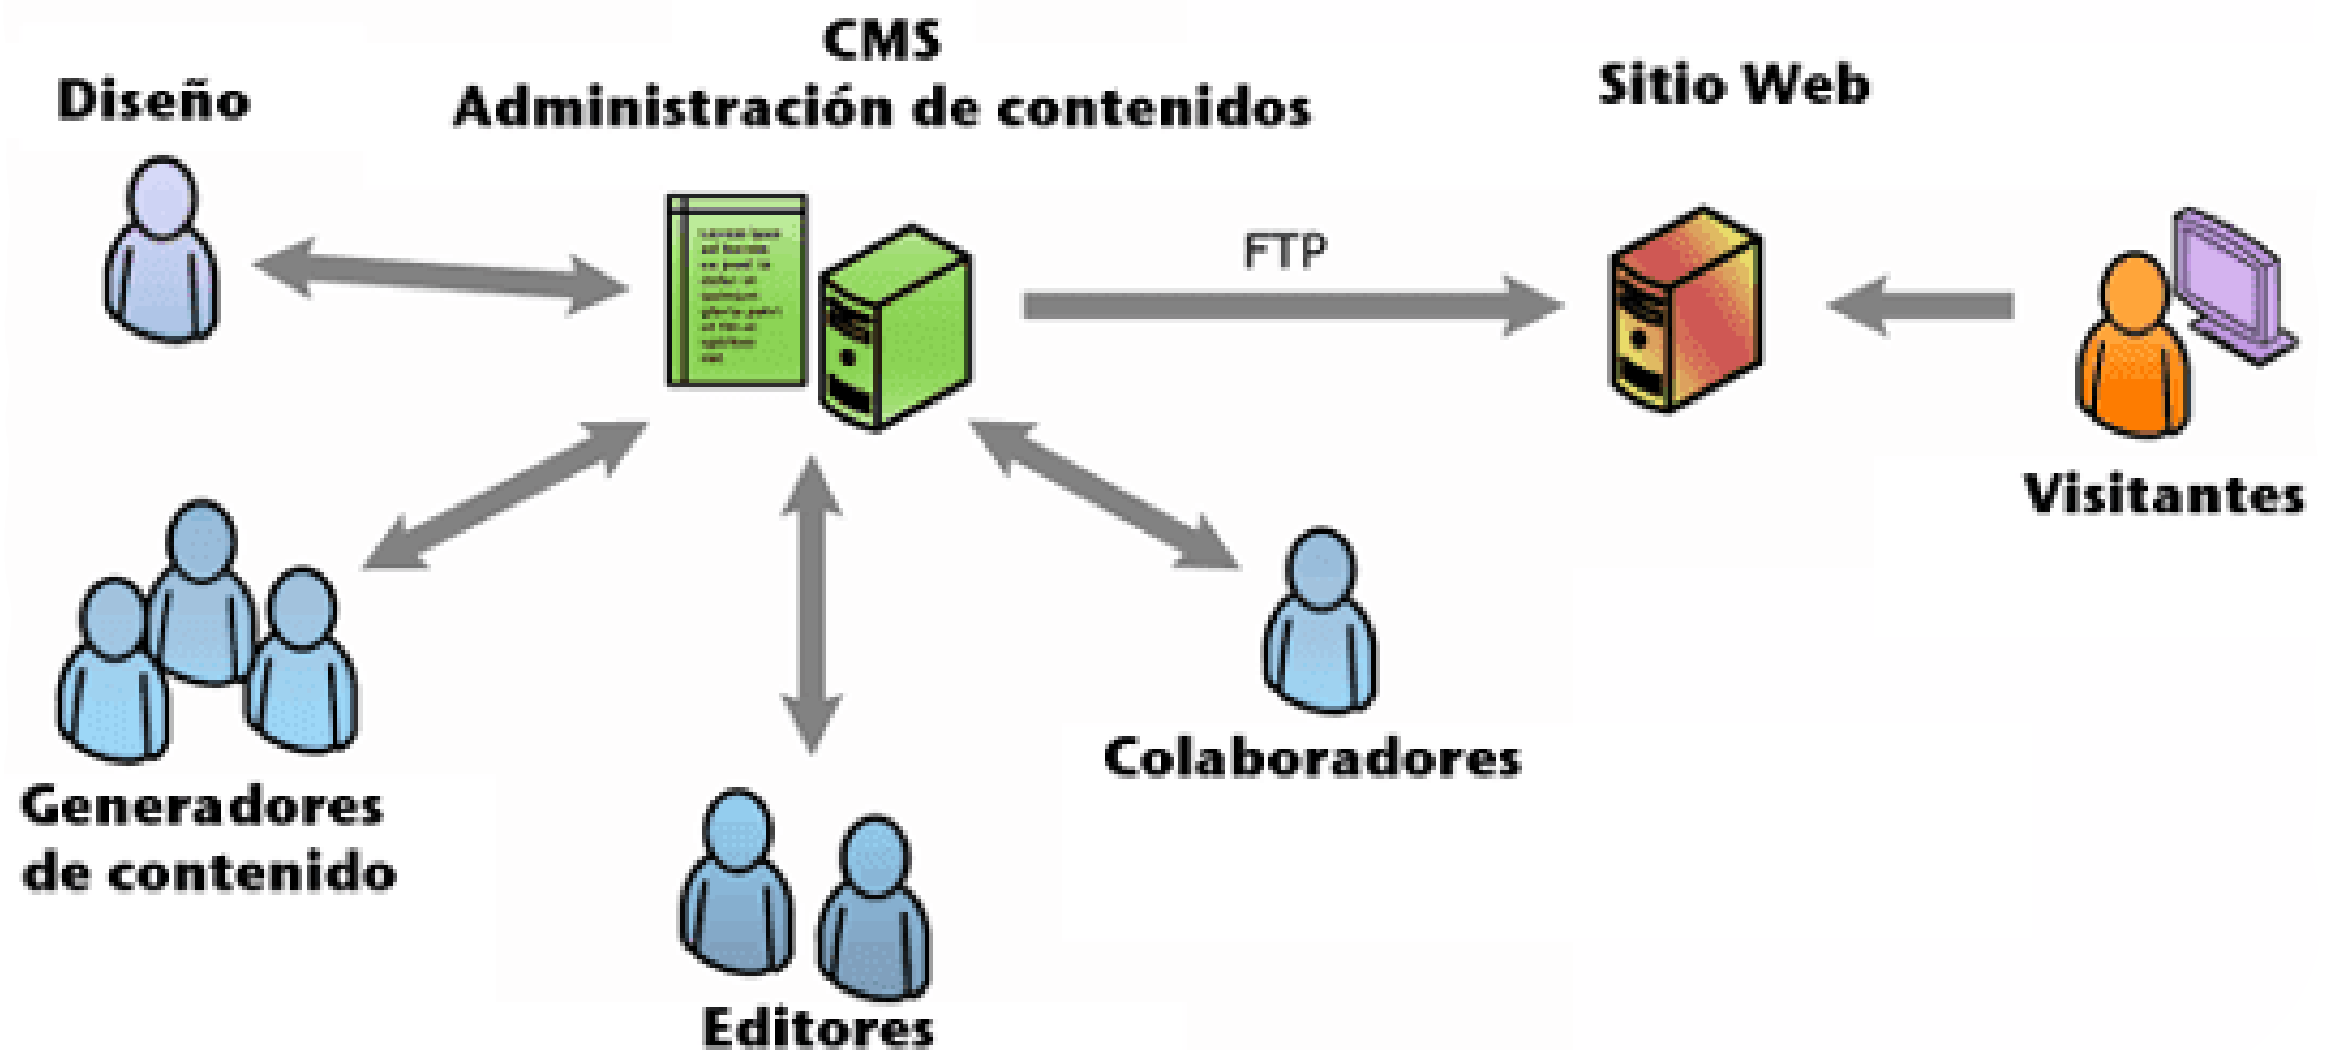 CMS
Diseño
Administración de contenidos
Sitio Web
FTP
Visitantes
Colaboradores
Generadores
de contenido
Editores